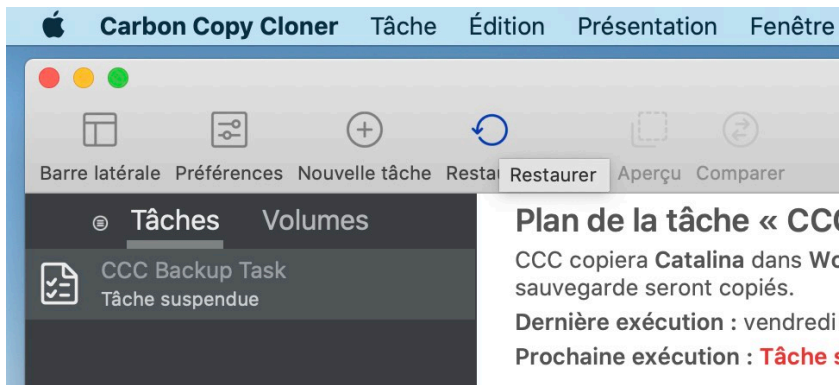 Carbon Copy Cloner Tâche Édition Présentation Fenêtre
Barre latérale Préférences Nouvelle tâche Restaurer Aperçu Comparer
Tâches Volumes
CCC Backup Task
Tâche suspendue
Plan de la tâche « CCC
CCC copiera Catalina dans
sauvegarde seront copiés.
Dernière exécution : vendredi
Prochaine exécution : Tâche